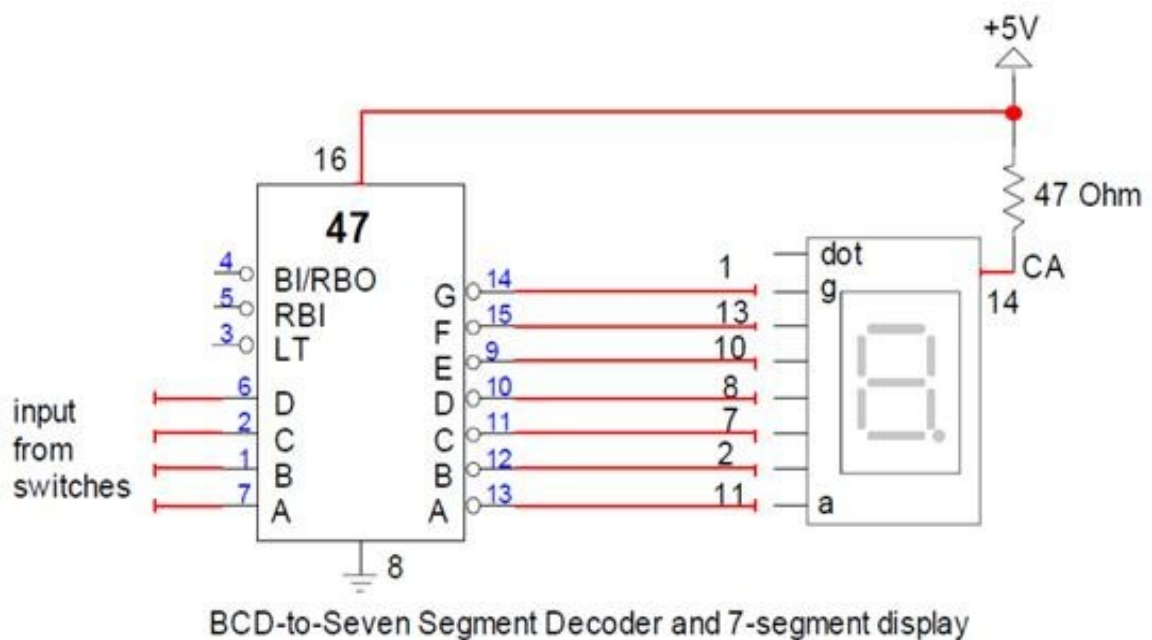 +5V
16
47 Ohm
47
4
BI/RBO
5
RBI
3
LT
6
D
2
C
1
B
7
A
input
from
switches
G
14
F
15
E
9
D
10
C
11
B
12
A
13
1
13
10
8
7
2
11
dot
g
a
CA
14
8
BCD-to-Seven Segment Decoder and 7-segment display